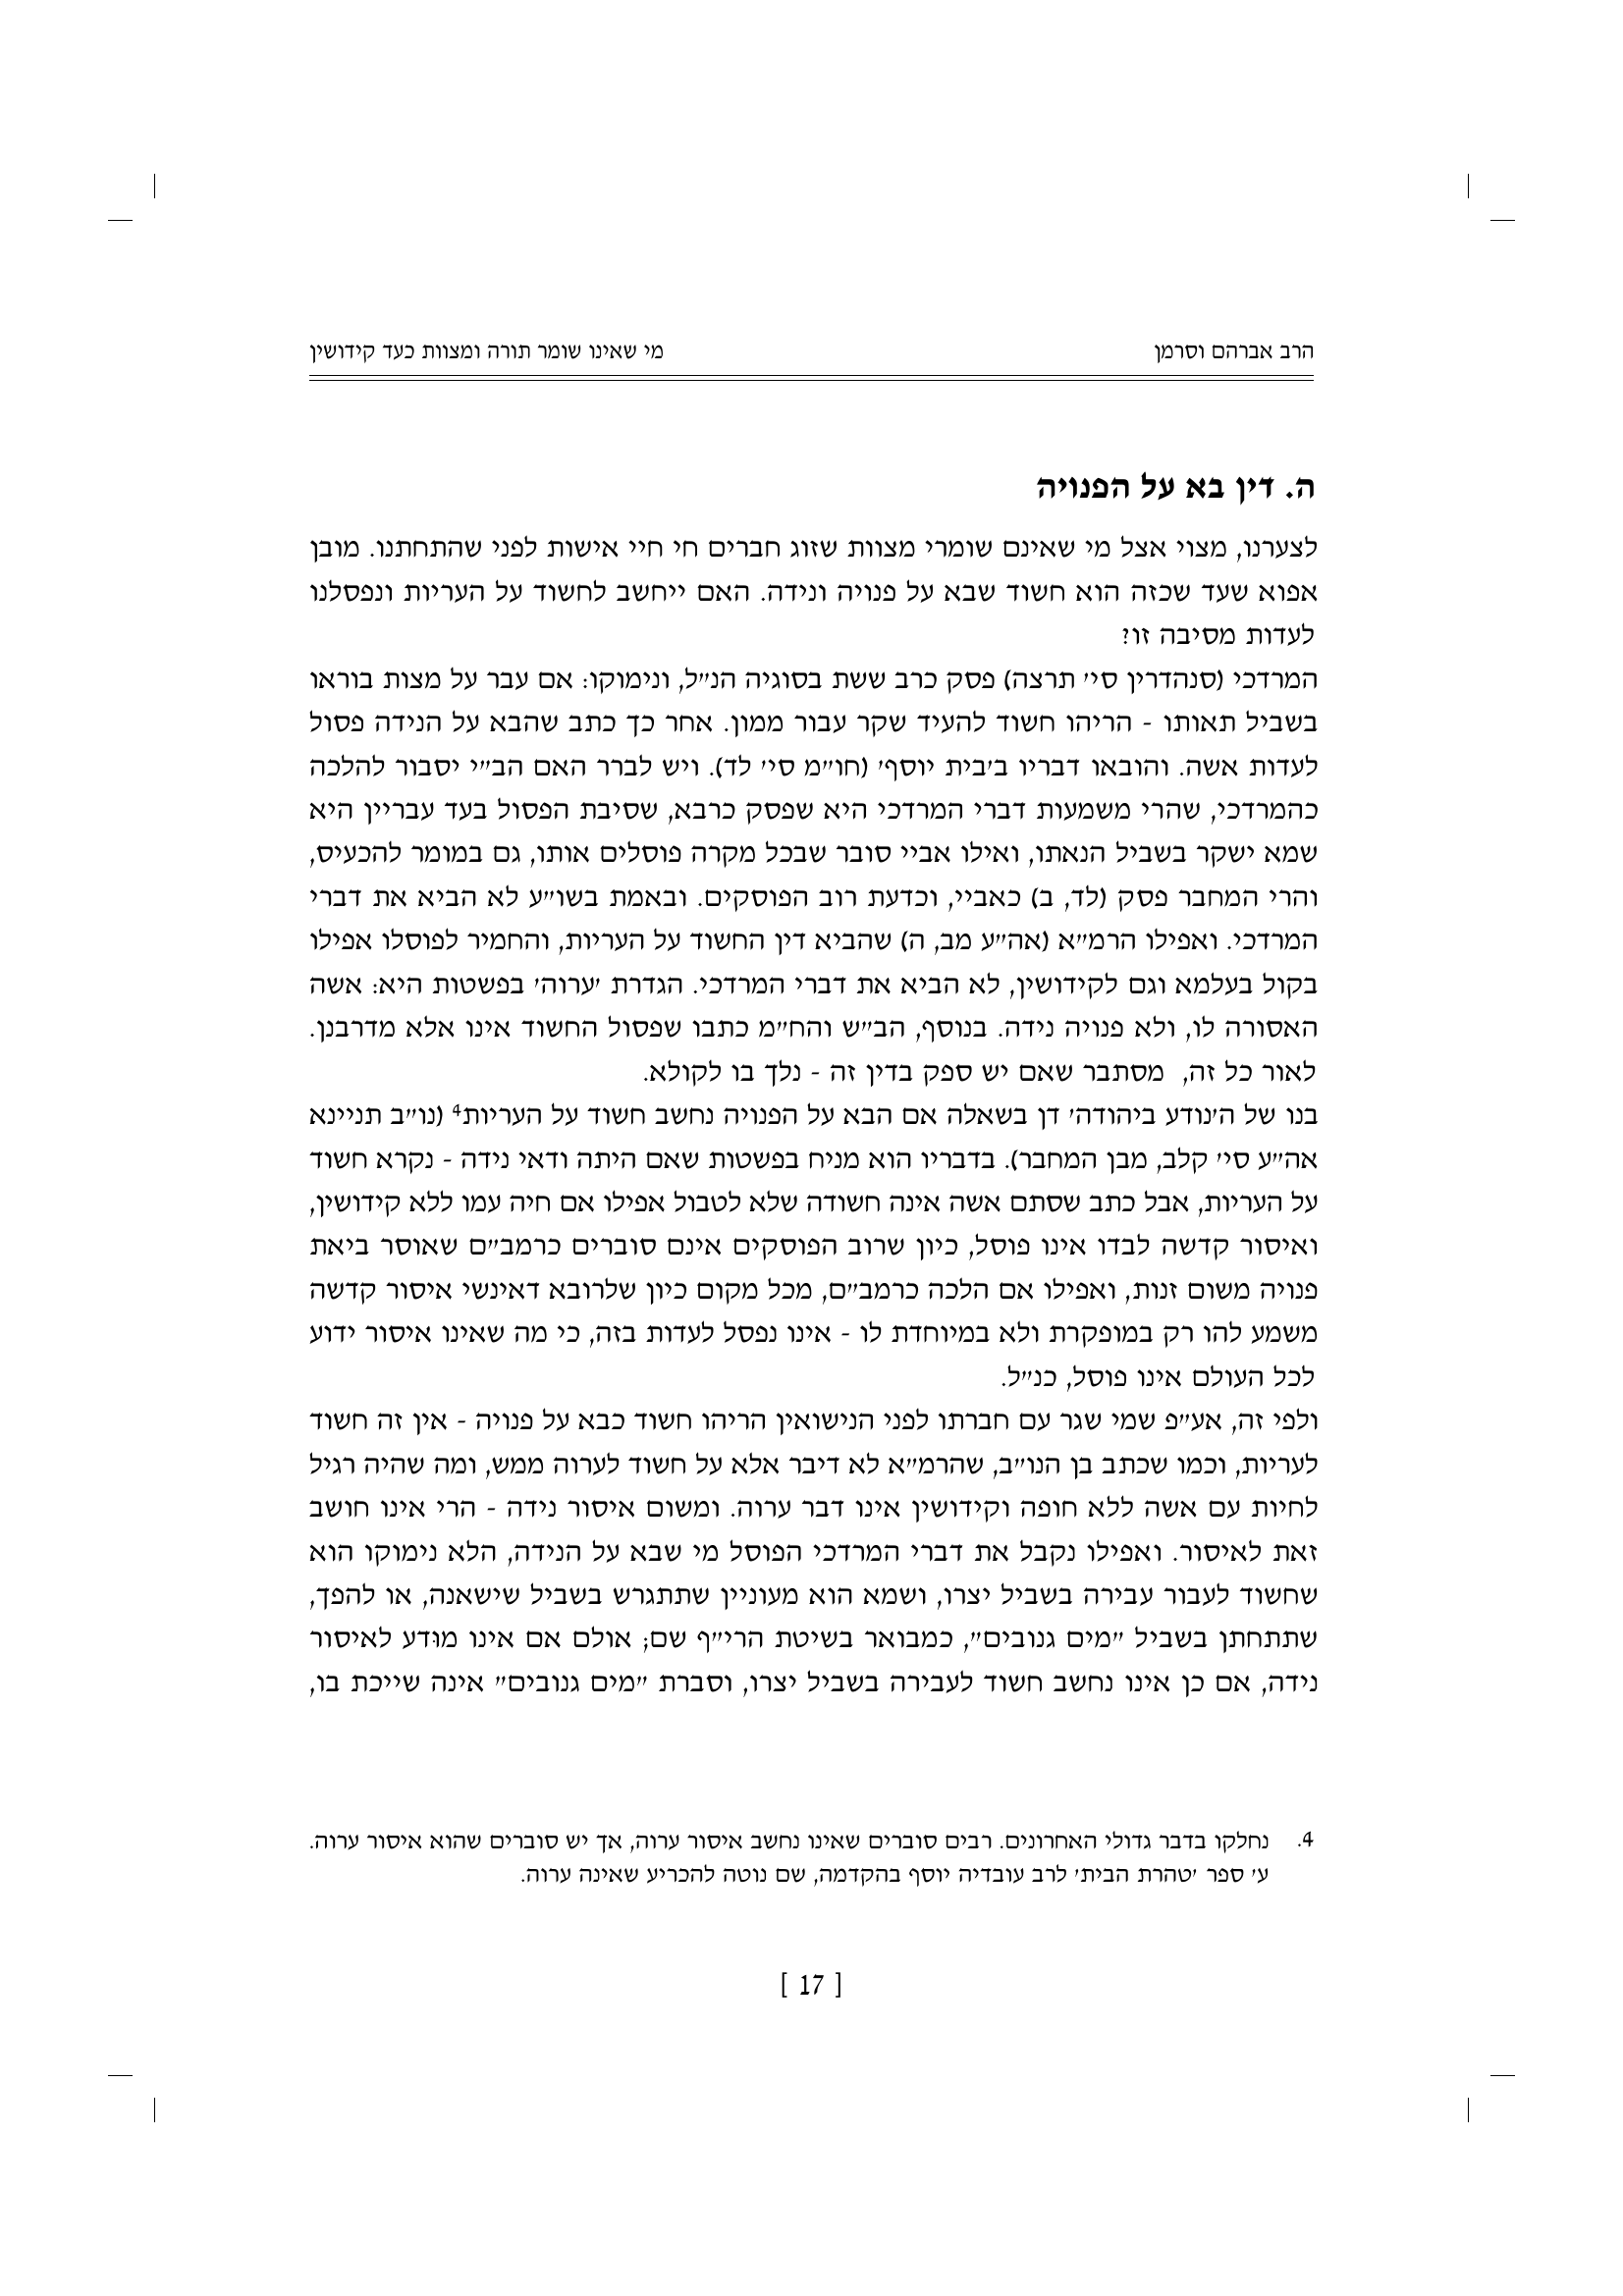 הרב אברהם וסרמן
מי שאינו שומר תורה ומצוות כעד קידושין
ה. דין בא על הפנויה
לצערנו, מצוי אצל מי שאינם שומרי מצוות שזוג חברים חי חיי אישות לפני שהתחתנו. מובן
אפוא שעד שכזה הוא חשוד שבא על פנויה ונידה. האם ייחשב לחשוד על העריות ונפסלנו
לעדות מסיבה זו?
המרדכי (סנהדרין סי׳ תרצה) פסק כרב ששת בסוגיה הנ״ל, ונימוקו: אם עבר על מצות בוראו
בשביל תאותו - הריהו חשוד להעיד שקר עבור ממון. אחר כך כתב שהבא על הנידה פסול
לעדות אשה. והובאו דבריו ב׳בית יוסף׳ (חו״מ סי׳ לד). ויש לברר האם הב״י יסבור להלכה
כהמרדכי, שהרי משמעות דברי המרדכי היא שפסק כרבא, שסיבת הפסול בעד עבריין היא
שמא ישקר בשביל הנאתו, ואילו אביי סובר שבכל מקרה פוסלים אותו, גם במומר להכעיס,
והרי המחבר פסק (לד, ב) כאביי, וכדעת רוב הפוסקים. ובאמת בשו״ע לא הביא את דברי
המרדכי. ואפילו הרמ״א (אה״ע מב, ה) שהביא דין החשוד על העריות, והחמיר לפוסלו אפילו
בקול בעלמא וגם לקידושין, לא הביא את דברי המרדכי. הגדרת ׳ערוה׳ בפשטות היא: אשה
האסורה לו, ולא פנויה נידה. בנוסף, הב״ש והח״מ כתבו שפסול החשוד אינו אלא מדרבנן.
לאור כל זה, מסתבר שאם יש ספק בדין זה - נלך בו לקולא.
בנו של ה׳נודע ביהודה׳ דן בשאלה אם הבא על הפנויה נחשב חשוד על העריות⁴ (נו״ב תניינא
אה״ע סי׳ קלב, מבן המחבר). בדבריו הוא מניח בפשטות שאם היתה ודאי נידה - נקרא חשוד
על העריות, אבל כתב שסתם אשה אינה חשודה שלא לטבול אפילו אם חיה עמו ללא קידושין,
ואיסור קדשה לבדו אינו פוסל, כיון שרוב הפוסקים אינם סוברים כרמב״ם שאוסר ביאת
פנויה משום זנות, ואפילו אם הלכה כרמב״ם, מכל מקום כיון שלרובא דאינשי איסור קדשה
משמע להו רק במופקרת ולא במיוחדת לו - אינו נפסל לעדות בזה, כי מה שאינו איסור ידוע
לכל העולם אינו פוסל, כנ״ל.
ולפי זה, אע״פ שמי שגר עם חברתו לפני הנישואין הריהו חשוד כבא על פנויה - אין זה חשוד
לעריות, וכמו שכתב בן הנו״ב, שהרמ״א לא דיבר אלא על חשוד לערוה ממש, ומה שהיה רגיל
לחיות עם אשה ללא חופה וקידושין אינו דבר ערוה. ומשום איסור נידה - הרי אינו חושב
זאת לאיסור. ואפילו נקבל את דברי המרדכי הפוסל מי שבא על הנידה, הלא נימוקו הוא
שחשוד לעבור עבירה בשביל יצרו, ושמא הוא מעוניין שתתגרש בשביל שישאנה, או להפך,
שתתחתן בשביל ״מים גנובים״, כמבואר בשיטת הרי״ף שם; אולם אם אינו מוּדע לאיסור
נידה, אם כן אינו נחשב חשוד לעבירה בשביל יצרו, וסברת ״מים גנובים״ אינה שייכת בו,
4. נחלקו בדבר גדולי האחרונים. רבים סוברים שאינו נחשב איסור ערוה, אך יש סוברים שהוא איסור ערוה.
ע׳ ספר ׳טהרת הבית׳ לרב עובדיה יוסף בהקדמה, שם נוטה להכריע שאינה ערוה.
[ 17 ]